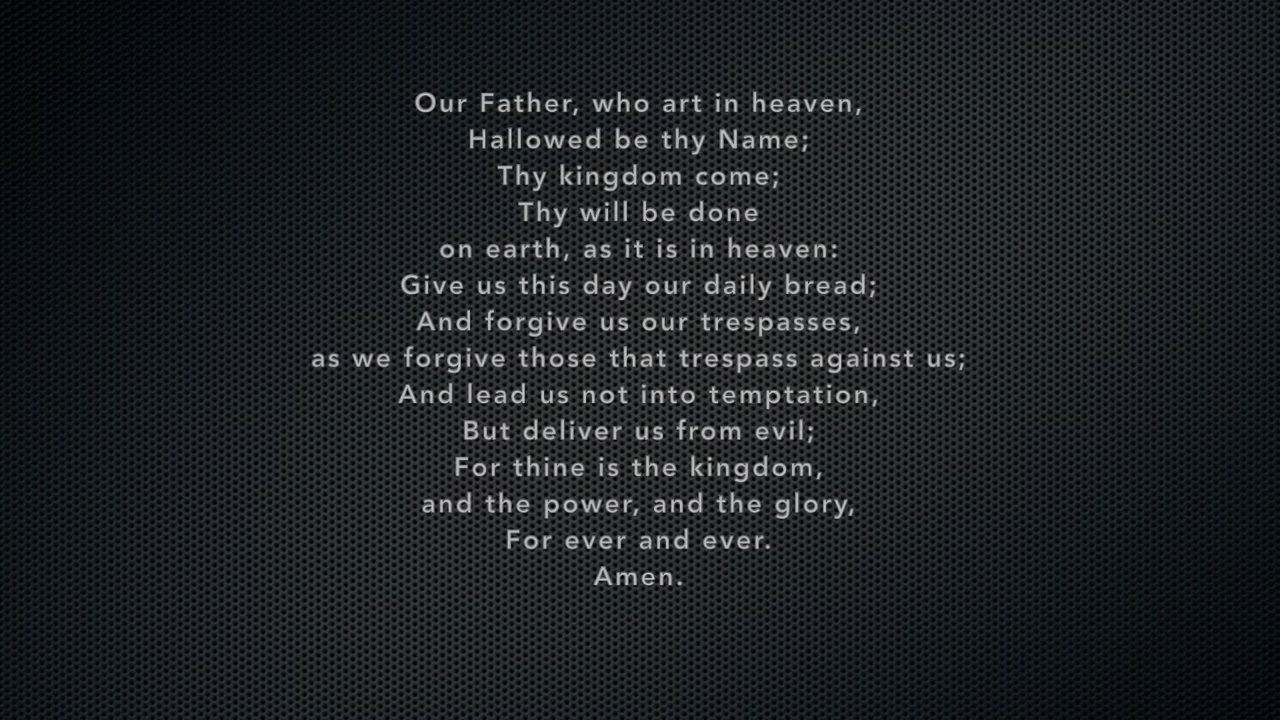 Our Father, who art in heaven,
Hallowed be thy Name;
Thy kingdom come;
Thy will be done
on earth, as it is in heaven:
Give us this day our daily bread;
And forgive us our trespasses,
as we forgive those that trespass against us;
And lead us not into temptation,
But deliver us from evil;
For thine is the kingdom,
and the power, and the glory,
For ever and ever.
Amen.